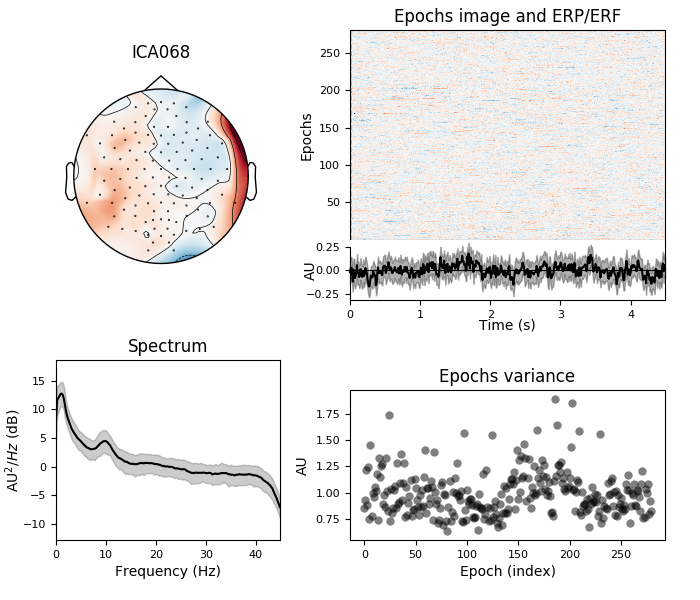 ICA068
Epochs image and ERP/ERF
Epochs
250
200
150
100
50
AU
0.25
0.00
−0.25
0 1 2 3 4
Time (s)
Spectrum
AU²/Hz (dB)
15
10
5
0
−5
−10
0 10 20 30 40
Frequency (Hz)
Epochs variance
AU
1.75
1.50
1.25
1.00
0.75
0 50 100 150 200 250
Epoch (index)